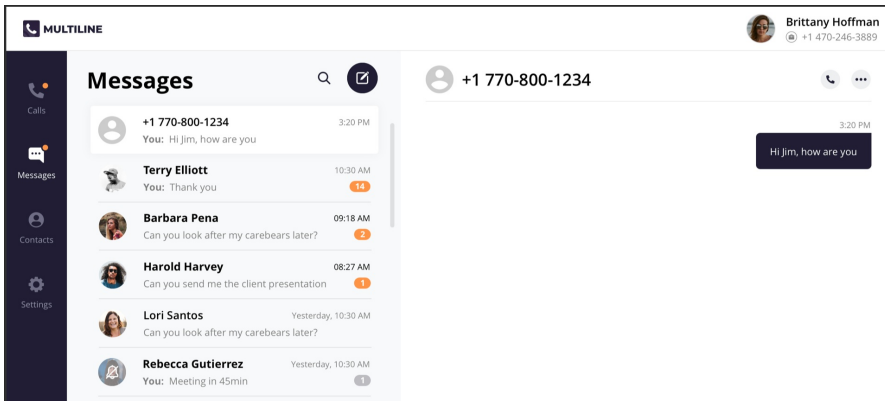 MULTILINE
Brittany Hoffman
+1 470-246-3889
Calls
Messages
Contacts
Settings
Messages
+1 770-800-1234 3:20 PM
You: Hi Jim, how are you
Terry Elliott 10:30 AM
You: Thank you 14
Barbara Pena 09:18 AM
Can you look after my carebears later? 2
Harold Harvey 08:27 AM
Can you send me the client presentation 1
Lori Santos Yesterday, 10:30 AM
Can you look after my carebears later?
Rebecca Gutierrez Yesterday, 10:30 AM
You: Meeting in 45min 1
+1 770-800-1234
3:20 PM
Hi Jim, how are you